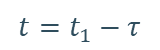 t = t₁ − τ